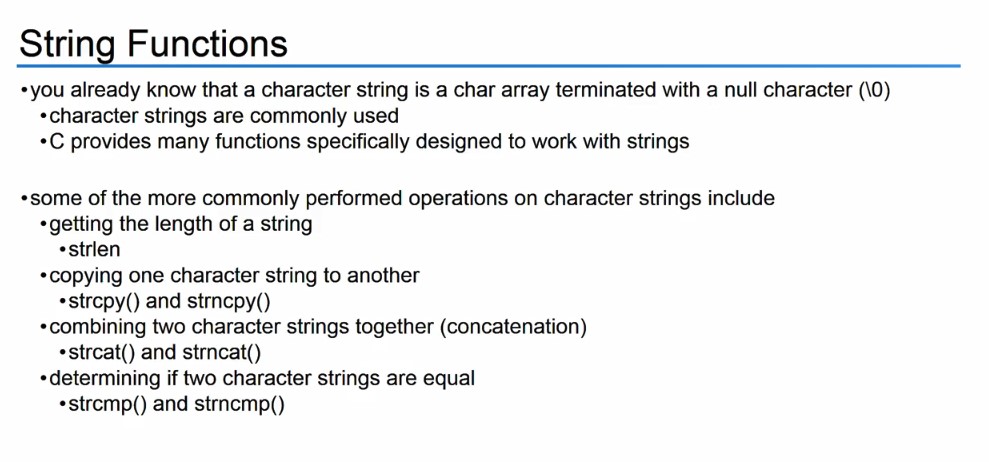 String Functions
•you already know that a character string is a char array terminated with a null character (\0)
•character strings are commonly used
•C provides many functions specifically designed to work with strings
•some of the more commonly performed operations on character strings include
•getting the length of a string
•strlen
•copying one character string to another
•strcpy() and strncpy()
•combining two character strings together (concatenation)
•strcat() and strncat()
•determining if two character strings are equal
•strcmp() and strncmp()